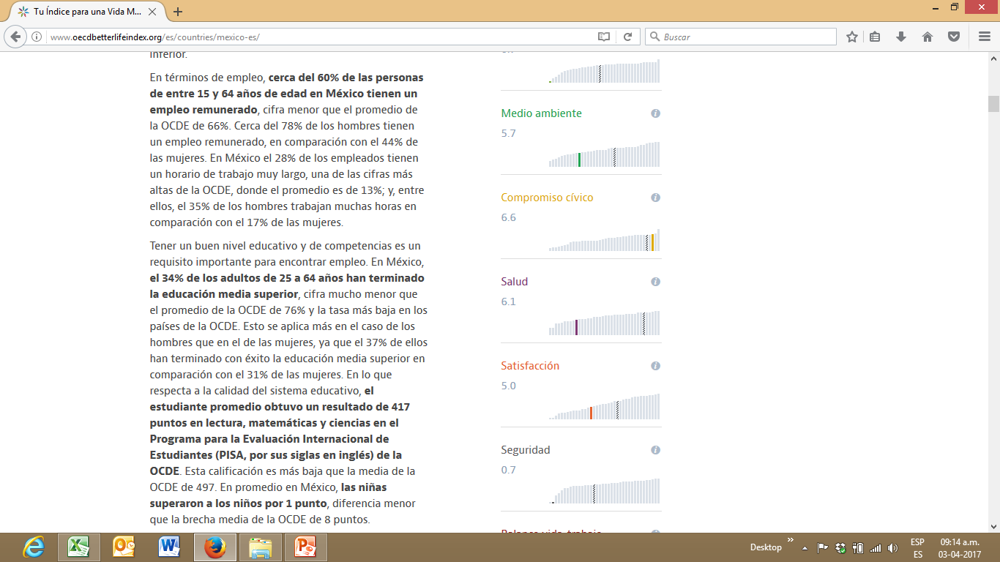 Tu Índice para una Vida M...
www.oecdbetterlifeindex.org/es/countries/mexico-es/
Buscar
inferior.
En términos de empleo, cerca del 60% de las personas
de entre 15 y 64 años de edad en México tienen un
empleo remunerado, cifra menor que el promedio de
la OCDE de 66%. Cerca del 78% de los hombres tienen
un empleo remunerado, en comparación con el 44% de
las mujeres. En México el 28% de los empleados tienen
un horario de trabajo muy largo, una de las cifras más
altas de la OCDE, donde el promedio es de 13%; y, entre
ellos, el 35% de los hombres trabajan muchas horas en
comparación con el 17% de las mujeres.
Tener un buen nivel educativo y de competencias es un
requisito importante para encontrar empleo. En México,
el 34% de los adultos de 25 a 64 años han terminado
la educación media superior, cifra mucho menor que
el promedio de la OCDE de 76% y la tasa más baja en los
países de la OCDE. Esto se aplica más en el caso de los
hombres que en el de las mujeres, ya que el 37% de ellos
han terminado con éxito la educación media superior en
comparación con el 31% de las mujeres. En lo que
respecta a la calidad del sistema educativo, el
estudiante promedio obtuvo un resultado de 417
puntos en lectura, matemáticas y ciencias en el
Programa para la Evaluación Internacional de
Estudiantes (PISA, por sus siglas en inglés) de la
OCDE. Esta calificación es más baja que la media de la
OCDE de 497. En promedio en México, las niñas
superaron a los niños por 1 punto, diferencia menor
que la brecha media de la OCDE de 8 puntos.
Medio ambiente
5.7
Compromiso cívico
6.6
Salud
6.1
Satisfacción
5.0
Seguridad
0.7
Balance vida-trabajo
Desktop
ESP
ES
09:14 a.m.
03-04-2017